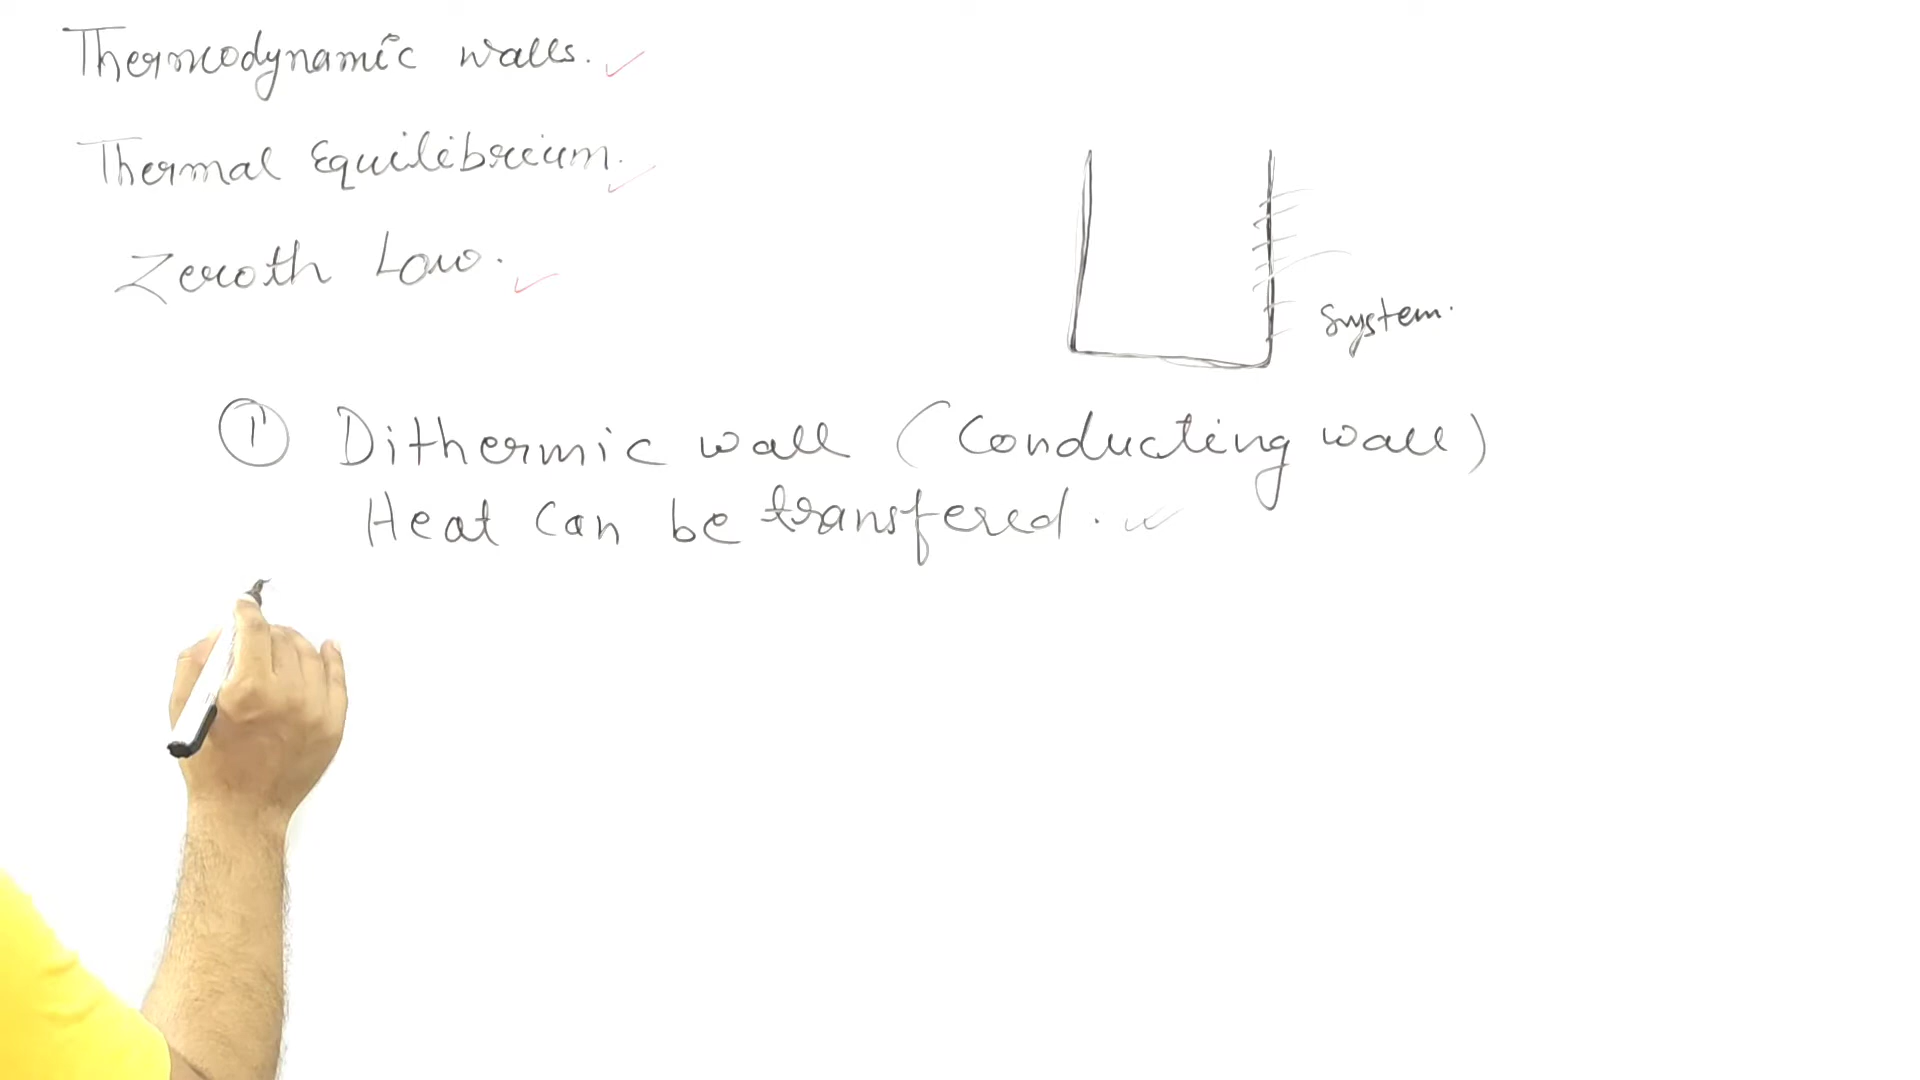 Thermodynamic walls.
Thermal Equilibrium.
Zeroth Law.
System.
① Dithermic wall (Conducting wall)
Heat can be transfered.